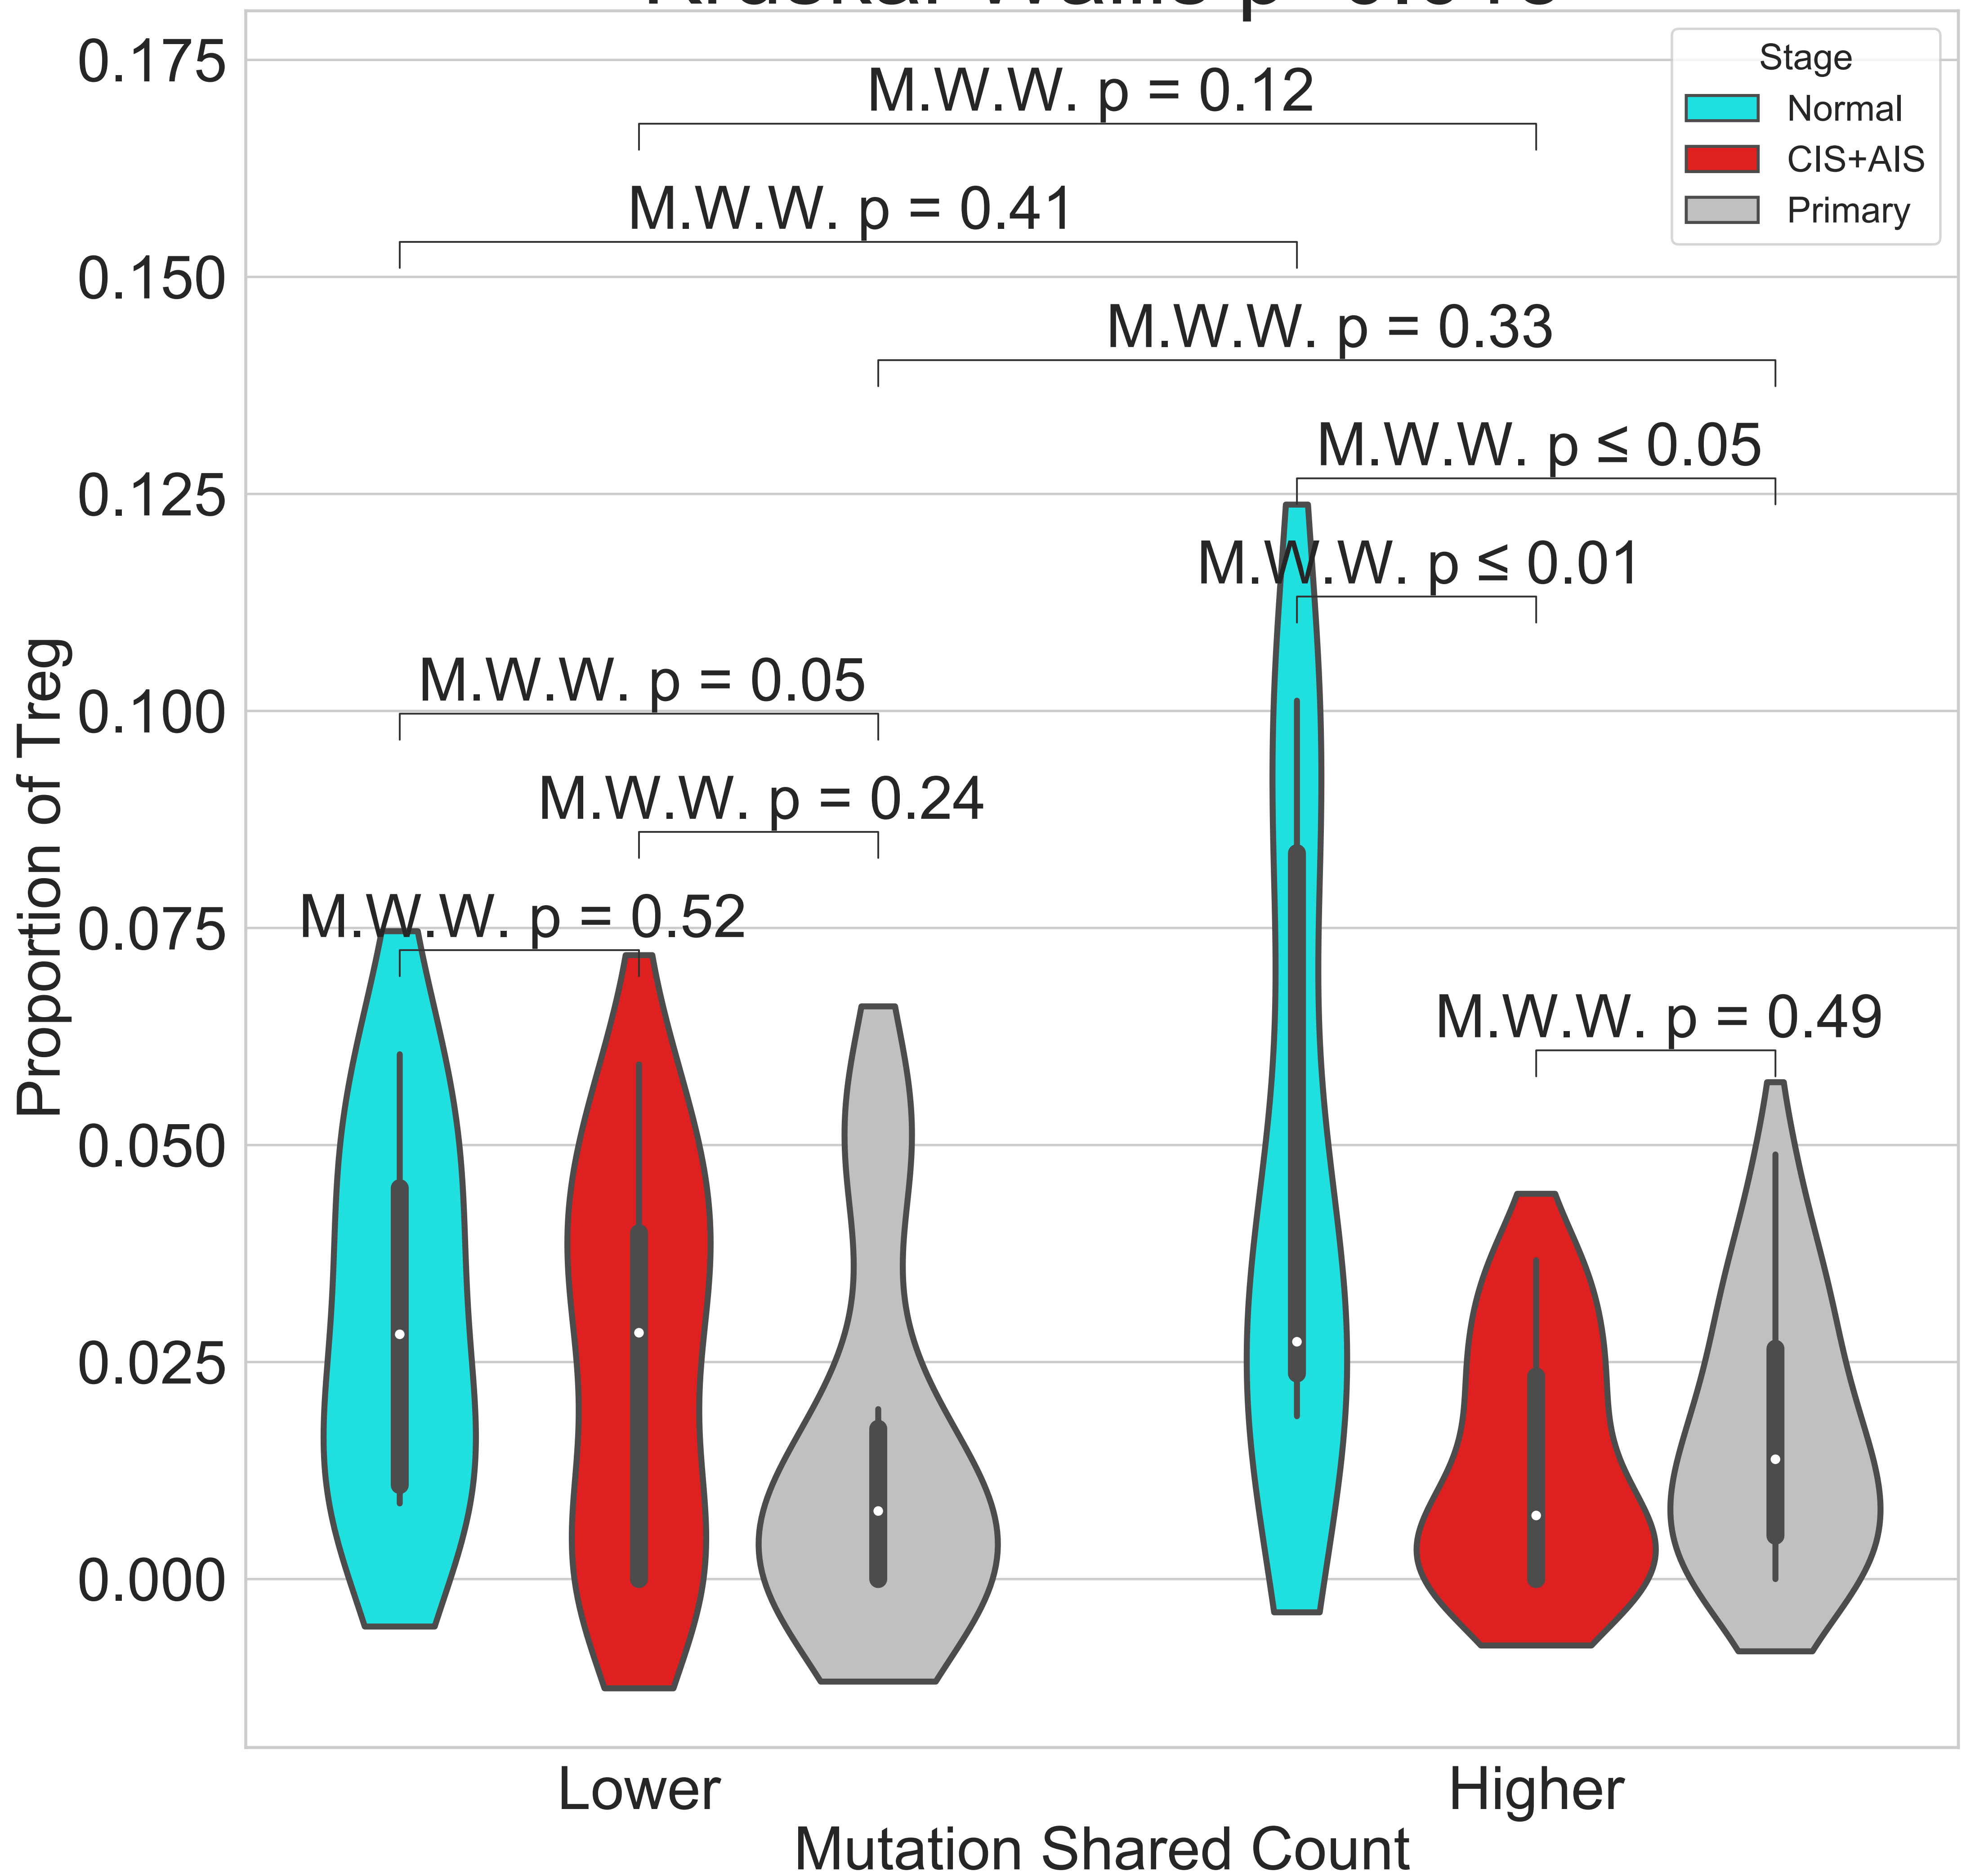 0.175
0.150
0.125
0.100
0.075
0.050
0.025
0.000
Proportion of Treg
Stage
Normal
CIS+AIS
Primary
M.W.W. p = 0.12
M.W.W. p = 0.41
M.W.W. p = 0.33
M.W.W. p ≤ 0.05
M.W.W. p ≤ 0.01
M.W.W. p = 0.05
M.W.W. p = 0.24
M.W.W. p = 0.52
M.W.W. p = 0.49
Lower
Higher
Mutation Shared Count